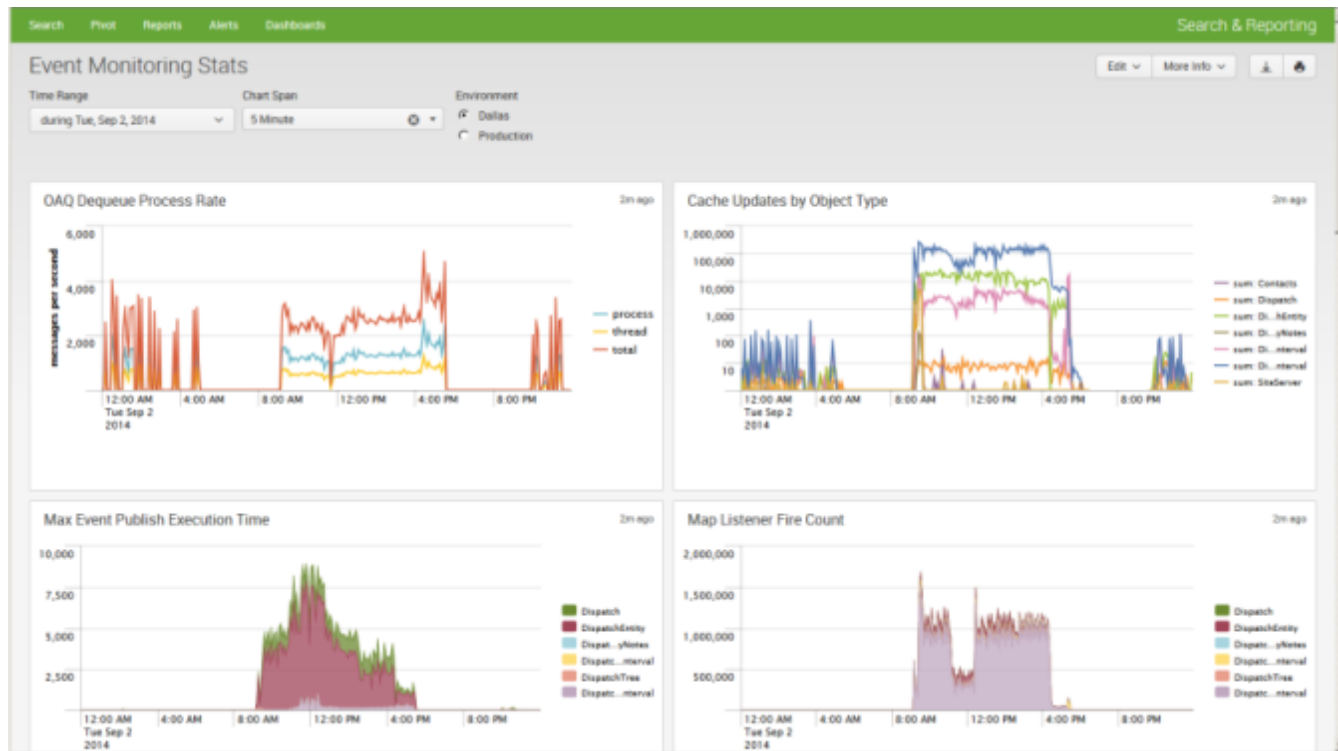 Search Pivot Reports Alerts Dashboards Search & Reporting
Event Monitoring Stats
Edit More Info
Time Range Chart Span Environment
during Tue, Sep 2, 2014 5 Minute Dallas
Production
OAQ Dequeue Process Rate 2m ago
messages per second
6,000
4,000
2,000
process
thread
total
12:00 AM 4:00 AM 8:00 AM 12:00 PM 4:00 PM 8:00 PM
Tue Sep 2
2014
Cache Updates by Object Type 2m ago
1,000,000
100,000
10,000
1,000
100
10
sum: Contacts
sum: Dispatch
sum: Di...hEntity
sum: Di...yNotes
sum: Di...nterval
sum: Di...nterval
sum: SiteServer
12:00 AM 4:00 AM 8:00 AM 12:00 PM 4:00 PM 8:00 PM
Tue Sep 2
2014
Max Event Publish Execution Time 2m ago
10,000
7,500
5,000
2,500
Dispatch
DispatchEntity
Dispat...yNotes
Dispatc...nterval
DispatchTree
Dispatc...nterval
12:00 AM 4:00 AM 8:00 AM 12:00 PM 4:00 PM 8:00 PM
Tue Sep 2
2014
Map Listener Fire Count 2m ago
2,000,000
1,500,000
1,000,000
500,000
Dispatch
DispatchEntity
Dispat...yNotes
Dispatc...nterval
DispatchTree
Dispatc...nterval
12:00 AM 4:00 AM 8:00 AM 12:00 PM 4:00 PM 8:00 PM
Tue Sep 2
2014